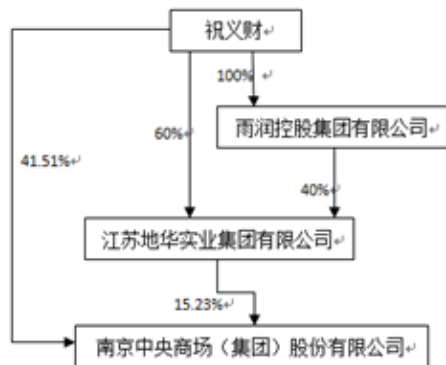 祝义财
100%
雨润控股集团有限公司
60%
41.51%
40%
江苏地华实业集团有限公司
15.23%
南京中央商场（集团）股份有限公司